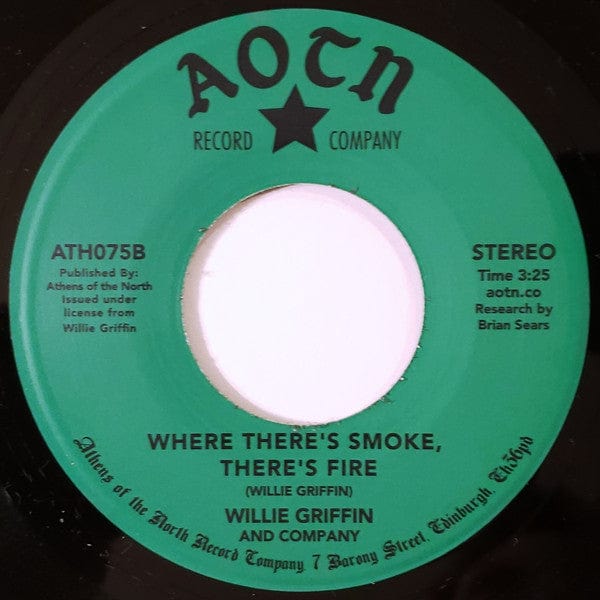 AOTN
RECORD COMPANY
ATH075B
Published By:
Athens of the North
Issued under
license from
Willie Griffin
STEREO
Time 3:25
aotn.co
Research by
Brian Sears
WHERE THERE'S SMOKE,
THERE'S FIRE
(WILLIE GRIFFIN)
WILLIE GRIFFIN
AND COMPANY
Athens of the North Record Company, 7 Barony Street, Edinburgh, Eh36pd